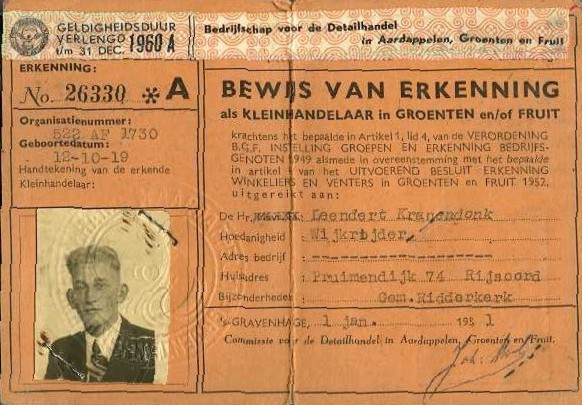 GELDIGHEIDSDUUR
VERLENGD
t/m 31 DEC. 1960 A
Bedrijfschap voor de Detailhandel
in Aardappelen, Groenten en Fruit
ERKENNING:
No. 26330 * A
Organisatienummer:
522 AF 1730
Geboortedatum:
12-10-19
Handtekening van de erkende
Kleinhandelaar:
BEWIJS VAN ERKENNING
als KLEINHANDELAAR in GROENTEN en/of FRUIT
krachtens het bepaalde in Artikel 1, lid 4, van de VERORDENING
B.G.F. INSTELLING GROEPEN EN ERKENNING BEDRIJFS-
GENOTEN 1949 alsmede in overeenstemming met het bepaalde
in artikel van het UITVOEREND BESLUIT ERKENNING
WINKELIERS EN VENTERS in GROENTEN en FRUIT 1952,
uitgereikt aan:
De Hr. Leendert Kranendonk
Hoedanigheid : Wijkrijder
Adres bedrijf : -------------------
Huisadres : Pruimendijk 74 Rijsoord
Bijzonderheden: Gem. Ridderkerk
's-GRAVENHAGE, 1 jan. 1951
Commissie voor de Detailhandel in Aardappelen, Groenten en Fruit.